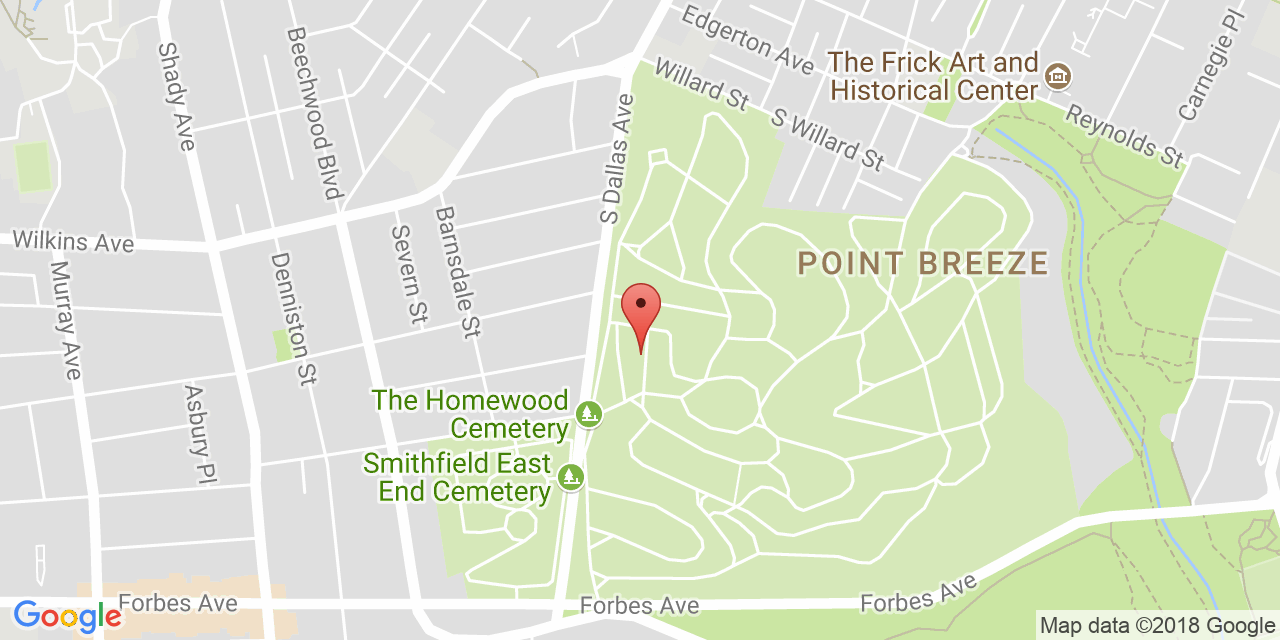 Edgerton Ave
Willard St
S Willard St
The Frick Art and
Historical Center
Carnegie Pl
Reynolds St
Shady Ave
Beechwood Blvd
S Dallas Ave
Wilkins Ave
Murray Ave
Denniston St
Severn St
Barnsdale St
POINT BREEZE
Asbury Pl
The Homewood
Cemetery
Smithfield East
End Cemetery
Forbes Ave
Forbes Ave
Forbes Ave
Google
Map data ©2018 Google